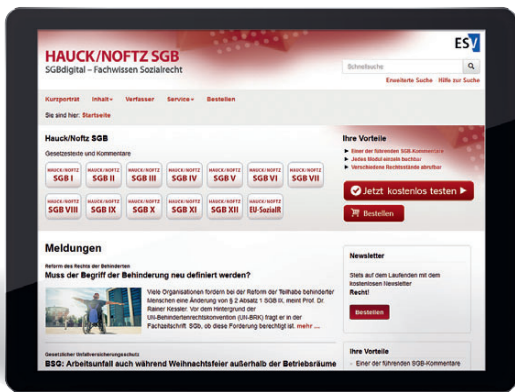 ESV
HAUCK/NOFTZ SGB
SGBdigital – Fachwissen Sozialrecht
Schnellsuche
Erweiterte Suche Hilfe zur Suche
Kurzporträt Inhalt Verfasser Service Bestellen
Sie sind hier: Startseite
Hauck/Noftz SGB
Gesetzestexte und Kommentare
HAUCK/NOFTZ SGB I
HAUCK/NOFTZ SGB II
HAUCK/NOFTZ SGB III
HAUCK/NOFTZ SGB IV
HAUCK/NOFTZ SGB V
HAUCK/NOFTZ SGB VI
HAUCK/NOFTZ SGB VII
HAUCK/NOFTZ SGB VIII
HAUCK/NOFTZ SGB IX
HAUCK/NOFTZ SGB X
HAUCK/NOFTZ SGB XI
HAUCK/NOFTZ SGB XII
HAUCK/NOFTZ EU-SozialR
Ihre Vorteile
Einer der führenden SGB-Kommentare
Jedes Modul einzeln buchbar
Verschiedene Rechtsstände abrufbar
Jetzt kostenlos testen
Bestellen
Meldungen
Reform des Rechts der Behinderten
Muss der Begriff der Behinderung neu definiert werden?
Viele Organisationen fordern bei der Reform der Teilhabe behinderter
Menschen eine Änderung von § 2 Absatz 1 SGB IX, meint Prof. Dr.
Rainer Kessler. Vor dem Hintergrund der
UN-Behindertenrechtskonvention (UN-BRK) fragt er in der
Fachzeitschrift SGb, ob diese Forderung berechtigt ist. mehr ...
Gesetzlicher Unfallversicherungsschutz
BSG: Arbeitsunfall auch während Weihnachtsfeier außerhalb der Betriebsräume
Newsletter
Stets auf dem Laufenden mit dem
kostenlosen Newsletter
Recht!
Bestellen
Ihre Vorteile
- Einer der führenden SGB-Kommentare